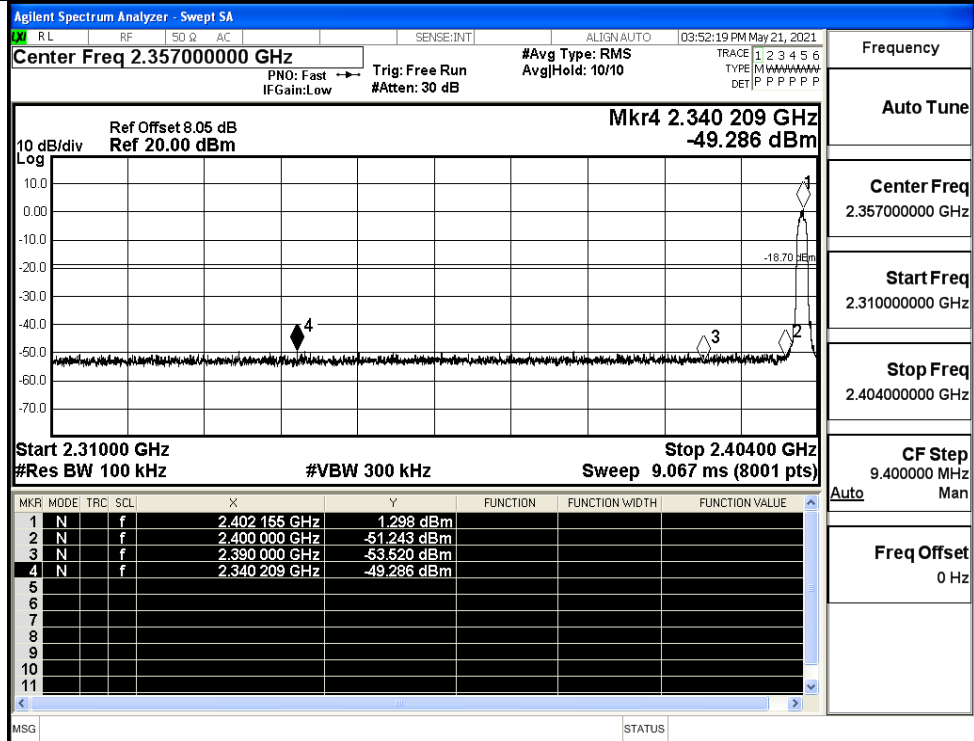 Agilent Spectrum Analyzer - Swept SA
LXI RL RF 50 Ω AC SENSE:INT ALIGNAUTO 03:52:19 PM May 21, 2021
Center Freq 2.357000000 GHz
PNO: Fast
IFGain:Low
Trig: Free Run
#Atten: 30 dB
#Avg Type: RMS
Avg|Hold: 10/10
TRACE 1 2 3 4 5 6
TYPE M WWWWW
DET P P P P P P
Ref Offset 8.05 dB
10 dB/div Ref 20.00 dBm
Log
Mkr4 2.340 209 GHz
-49.286 dBm
10.0
0.00
-10.0
-20.0
-30.0
-40.0
-50.0
-60.0
-70.0
1
-18.70 dBm
4
3
2
Start 2.31000 GHz Stop 2.40400 GHz
#Res BW 100 kHz #VBW 300 kHz Sweep 9.067 ms (8001 pts)
MKR MODE TRC SCL X Y FUNCTION FUNCTION WIDTH FUNCTION VALUE
1 N f 2.402 155 GHz 1.298 dBm
2 N f 2.400 000 GHz -51.243 dBm
3 N f 2.390 000 GHz -53.520 dBm
4 N f 2.340 209 GHz -49.286 dBm
5
6
7
8
9
10
11
MSG STATUS
Frequency
Auto Tune
Center Freq
2.357000000 GHz
Start Freq
2.310000000 GHz
Stop Freq
2.404000000 GHz
CF Step
9.400000 MHz
Auto Man
Freq Offset
0 Hz